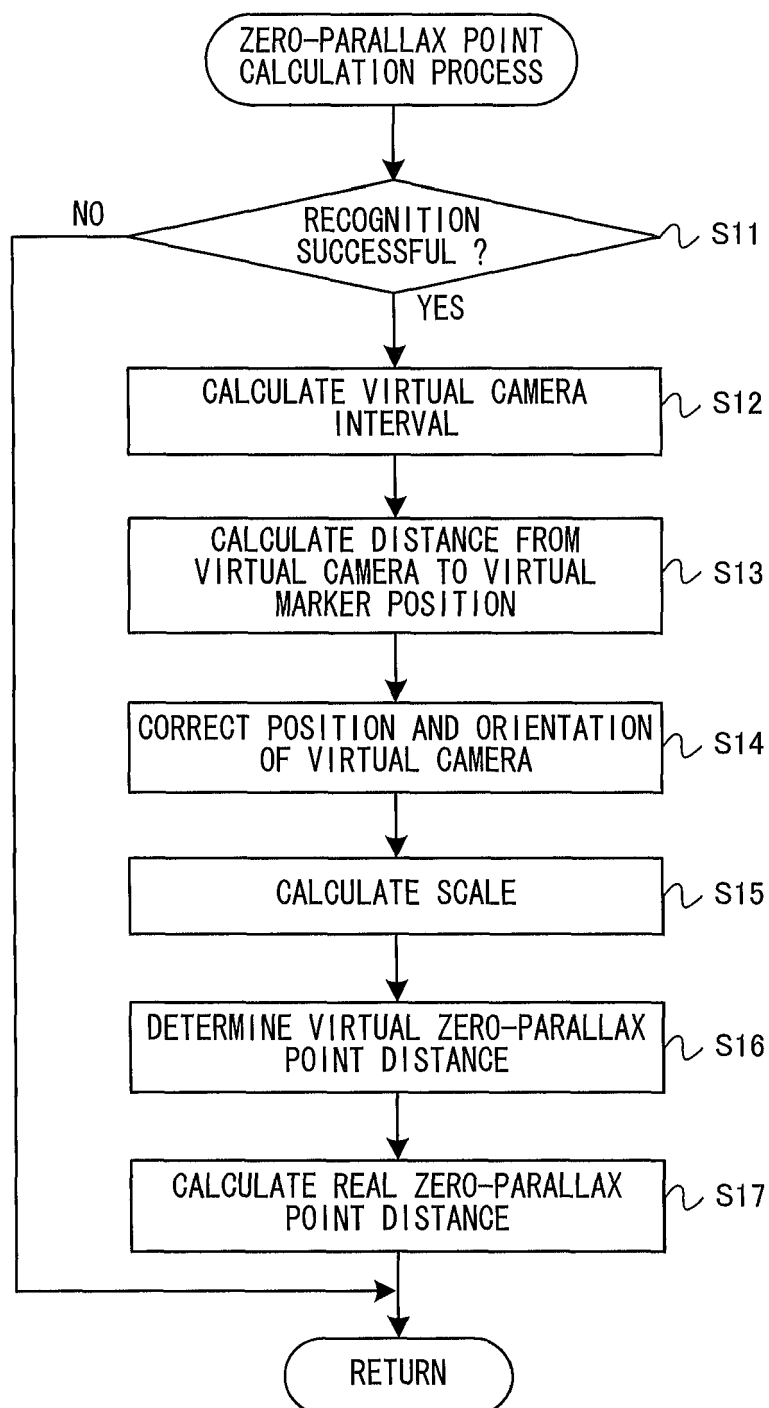 ZERO-PARALLAX POINT
CALCULATION PROCESS
NO
RECOGNITION
SUCCESSFUL ?
S11
YES
CALCULATE VIRTUAL CAMERA
INTERVAL
S12
CALCULATE DISTANCE FROM
VIRTUAL CAMERA TO VIRTUAL
MARKER POSITION
S13
CORRECT POSITION AND ORIENTATION
OF VIRTUAL CAMERA
S14
CALCULATE SCALE
S15
DETERMINE VIRTUAL ZERO-PARALLAX
POINT DISTANCE
S16
CALCULATE REAL ZERO-PARALLAX
POINT DISTANCE
S17
RETURN